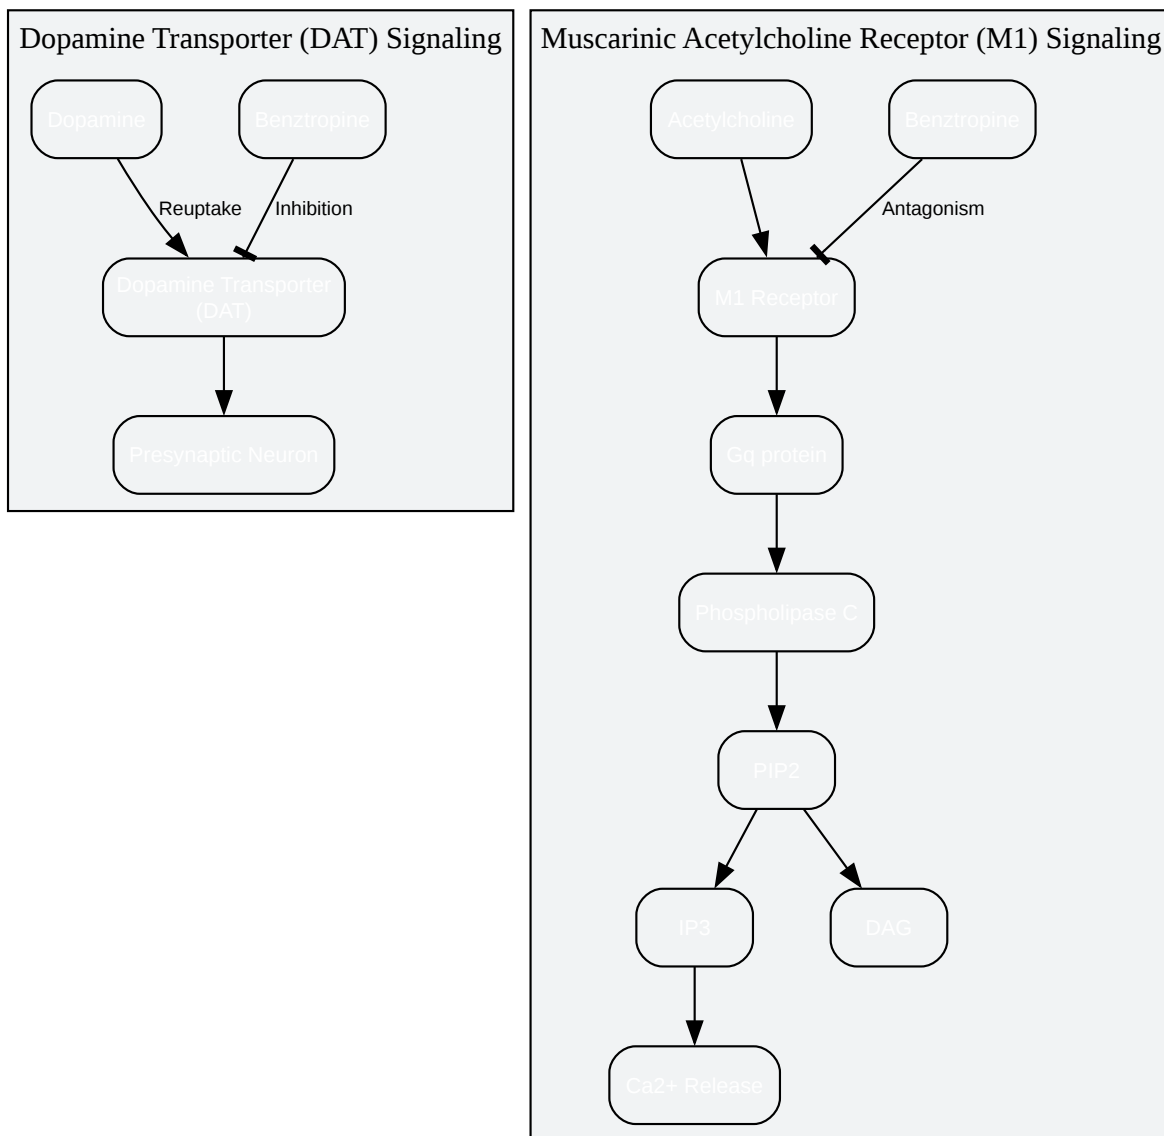 Dopamine Transporter (DAT) Signaling
Dopamine
Benztropine
Reuptake
Inhibition
Dopamine Transporter
(DAT)
Presynaptic Neuron
Muscarinic Acetylcholine Receptor (M1) Signaling
Acetylcholine
Benztropine
Antagonism
M1 Receptor
Gq protein
Phospholipase C
PIP2
IP3
DAG
Ca2+ Release